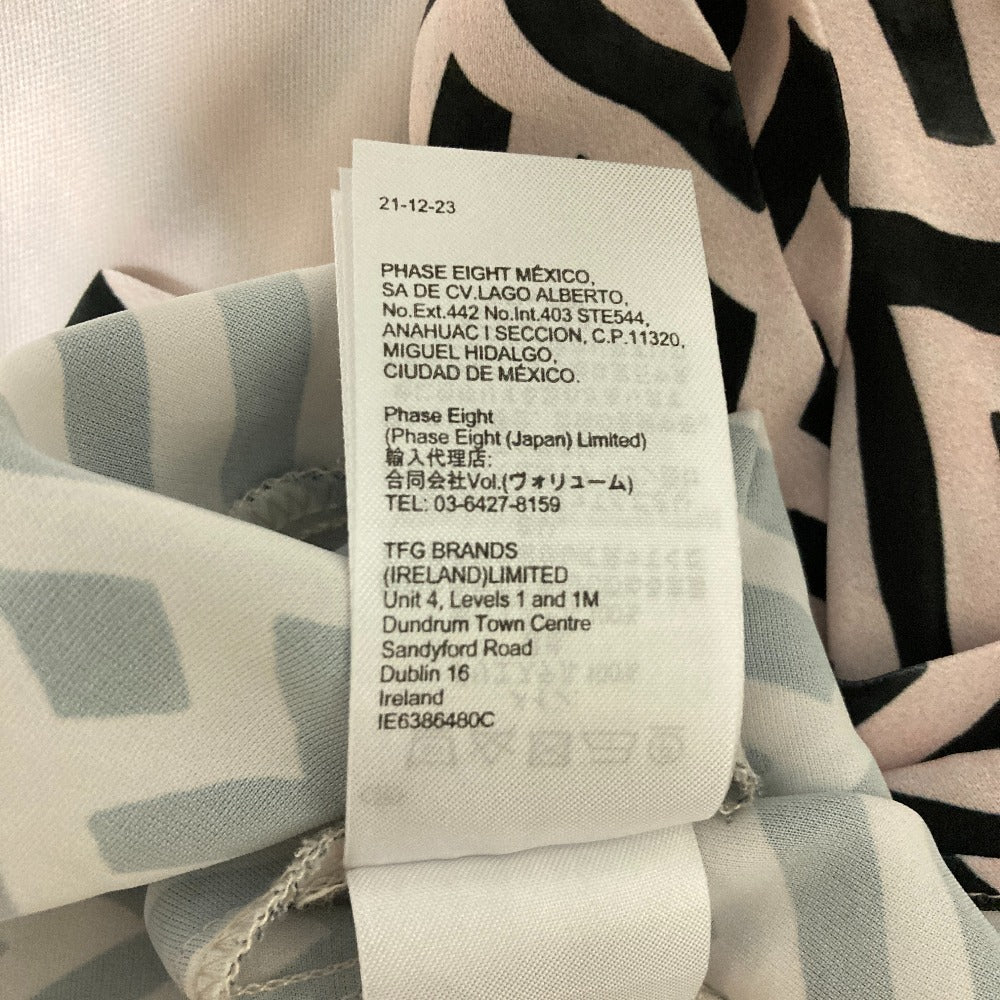 21-12-23
PHASE EIGHT MÉXICO,
SA DE CV.LAGO ALBERTO,
No.Ext.442 No.Int.403 STE544,
ANAHUAC I SECCION, C.P.11320,
MIGUEL HIDALGO,
CIUDAD DE MÉXICO.
Phase Eight
(Phase Eight (Japan) Limited)
輸入代理店:
合同会社Vol.(ヴォリューム)
TEL: 03-6427-8159
TFG BRANDS
(IRELAND)LIMITED
Unit 4, Levels 1 and 1M
Dundrum Town Centre
Sandyford Road
Dublin 16
Ireland
IE6386480C